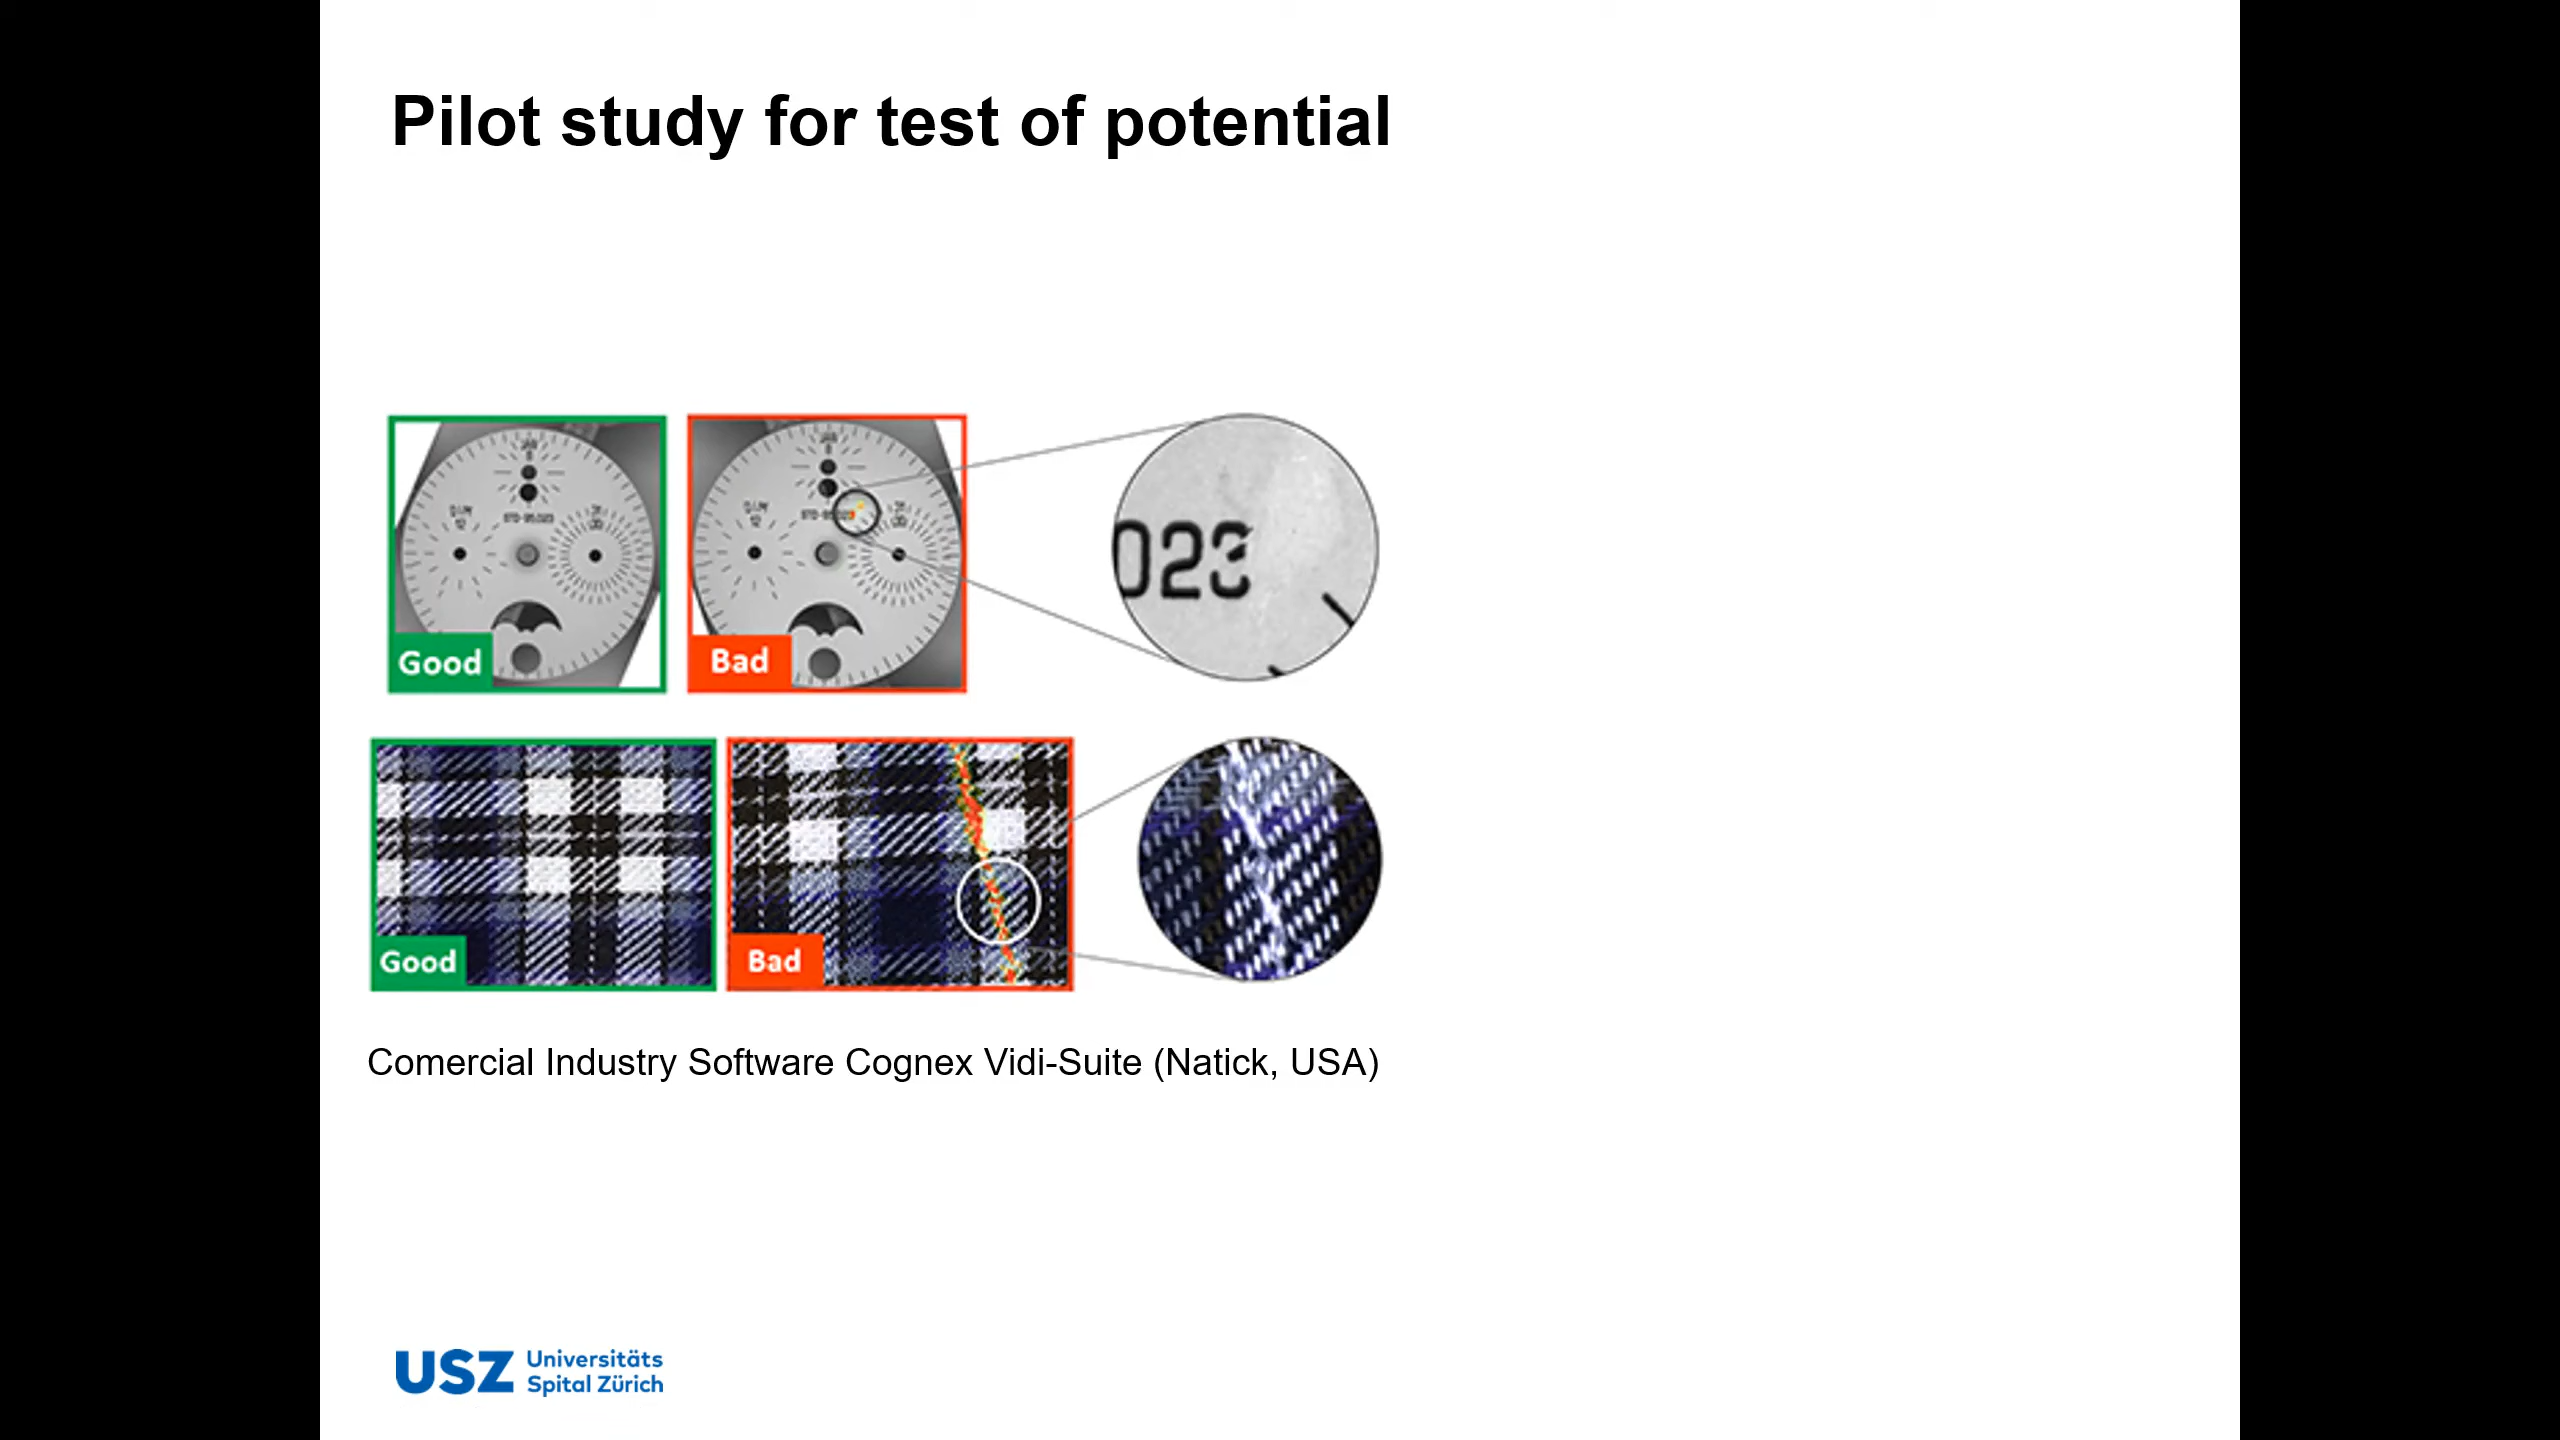 Pilot study for test of potential
Good
Bad
023
Good
Bad
Comercial Industry Software Cognex Vidi-Suite (Natick, USA)
USZ Universitäts
Spital Zürich